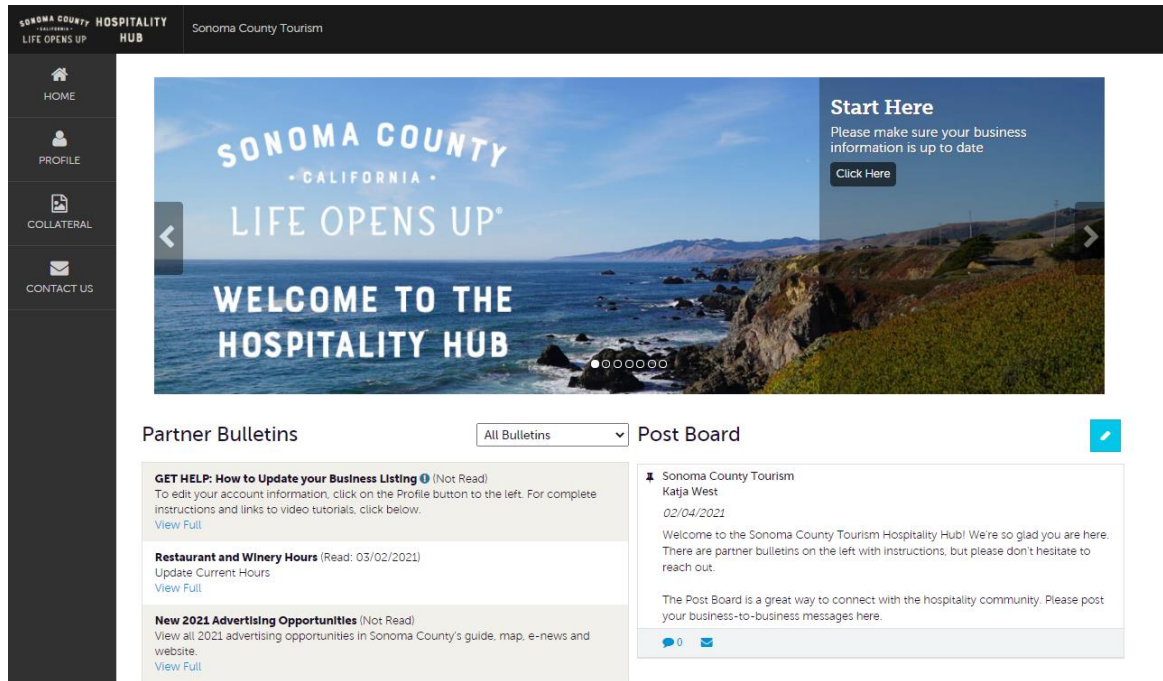 SONOMA COUNTY
CALIFORNIA
LIFE OPENS UP
HOSPITALITY
HUB
Sonoma County Tourism
HOME
PROFILE
COLLATERAL
CONTACT US
SONOMA COUNTY
• CALIFORNIA •
LIFE OPENS UP®
WELCOME TO THE
HOSPITALITY HUB
Start Here
Please make sure your business
information is up to date
Click Here
Partner Bulletins
All Bulletins
GET HELP: How to Update your Business Listing (Not Read)
To edit your account information, click on the Profile button to the left. For complete
instructions and links to video tutorials, click below.
View Full
Restaurant and Winery Hours (Read: 03/02/2021)
Update Current Hours
View Full
New 2021 Advertising Opportunities (Not Read)
View all 2021 advertising opportunities in Sonoma County's guide, map, e-news and
website.
View Full
Post Board
Sonoma County Tourism
Katja West
02/04/2021
Welcome to the Sonoma County Tourism Hospitality Hub! We're so glad you are here.
There are partner bulletins on the left with instructions, but please don't hesitate to
reach out.
The Post Board is a great way to connect with the hospitality community. Please post
your business-to-business messages here.
0